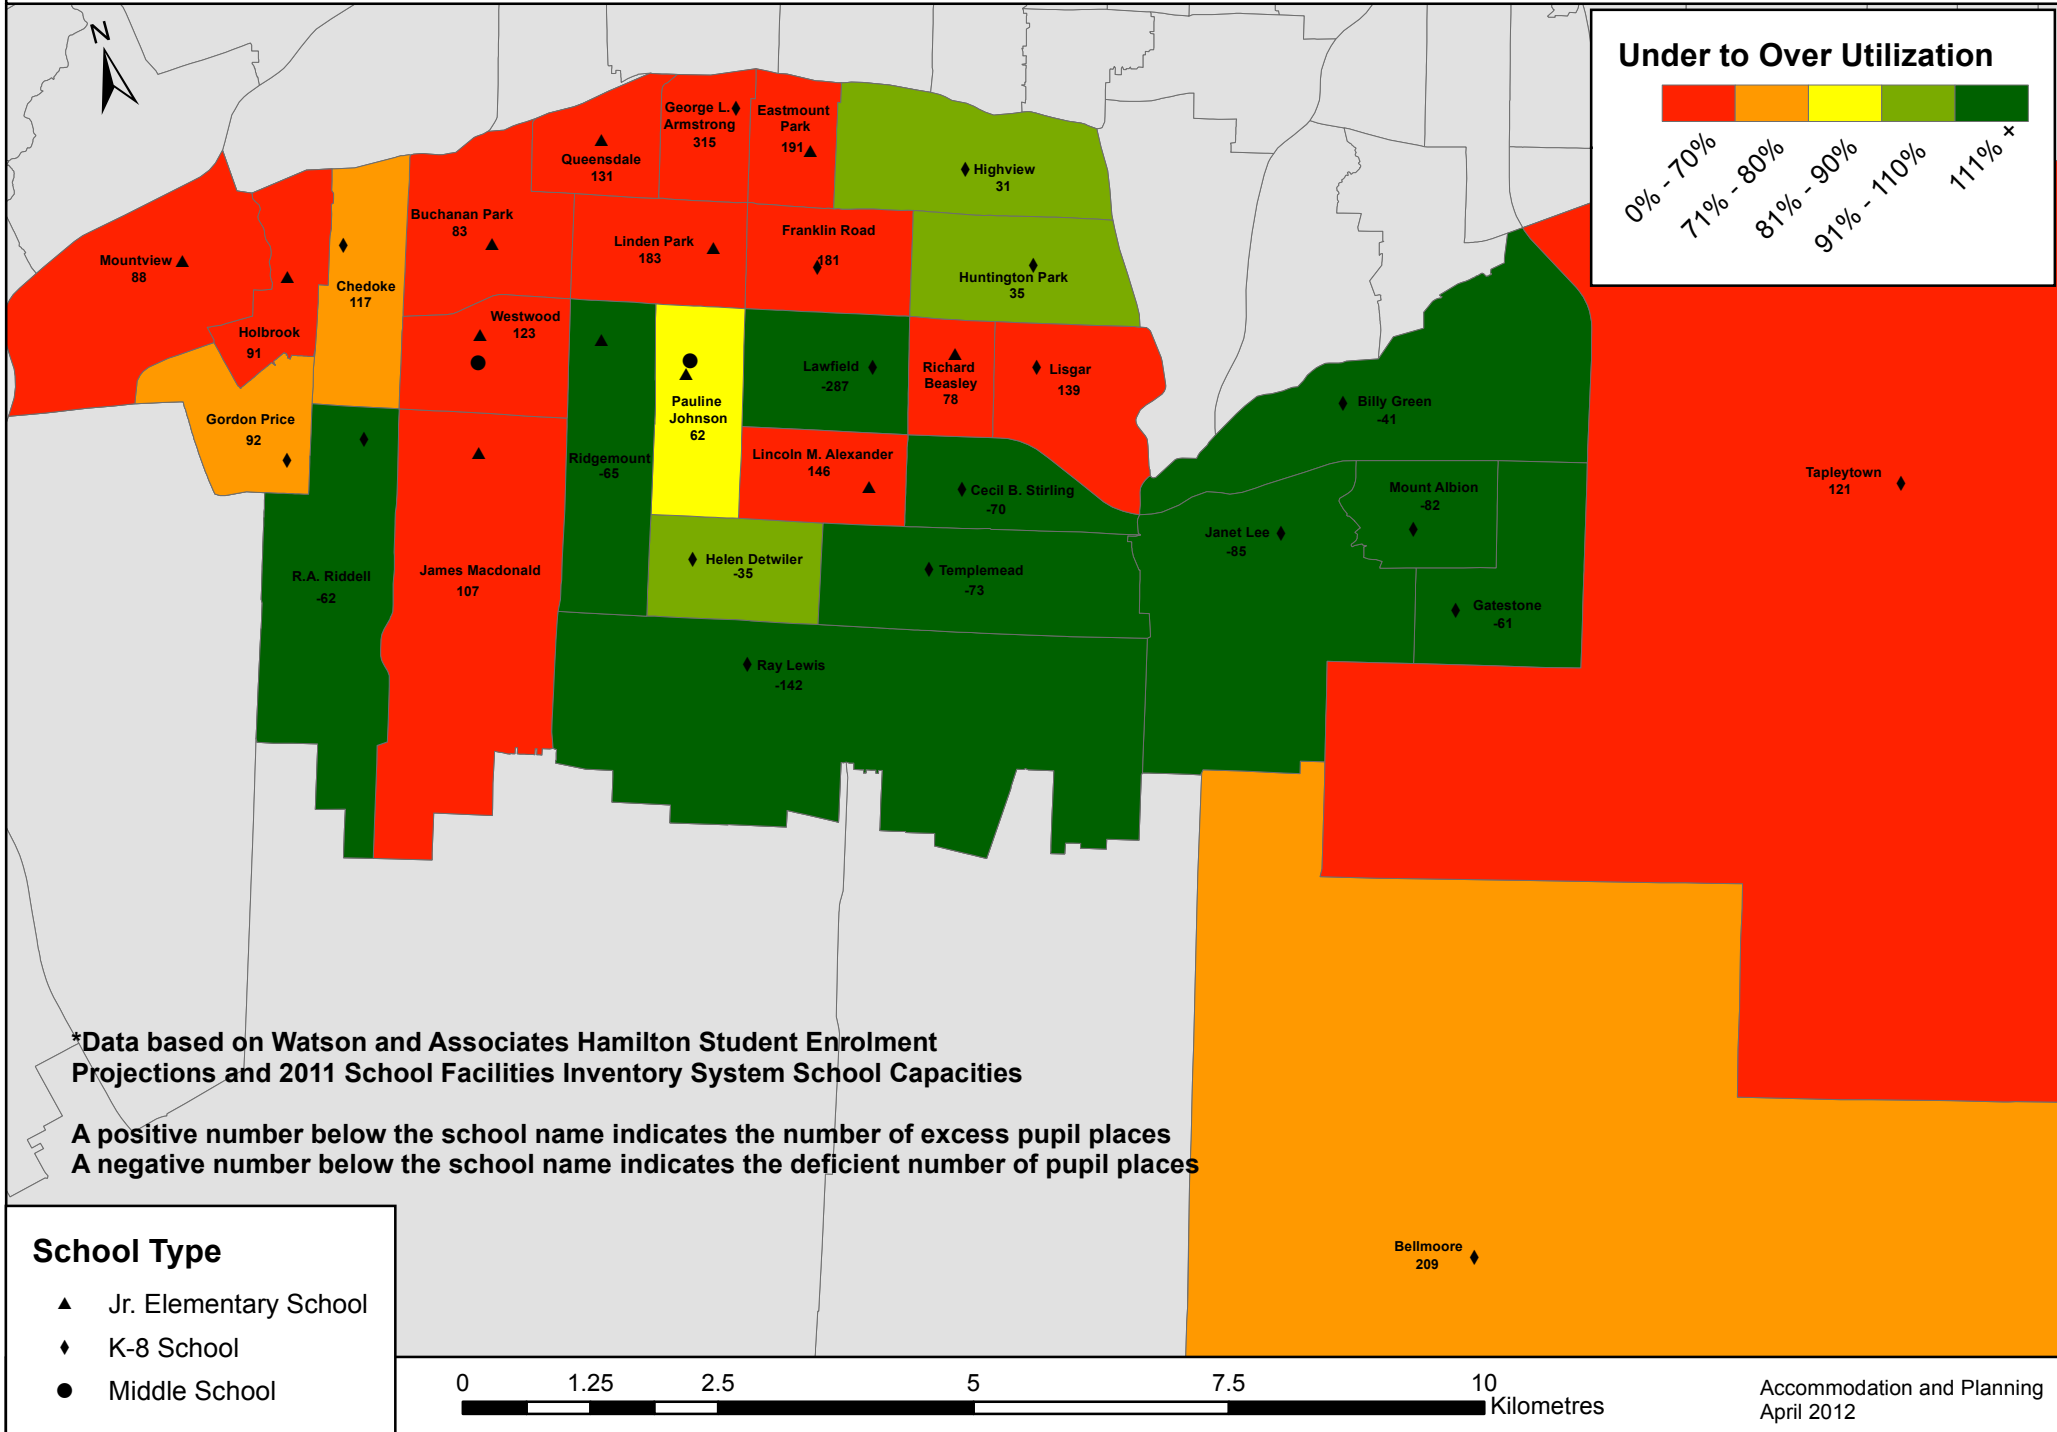 N
Under to Over Utilization
0% - 70%
71% - 80%
81% - 90%
91% - 110%
111% +
George L.
Armstrong
315
Eastmount
Park
191
Queensdale
131
Highview
31
Buchanan Park
83
Linden Park
183
Franklin Road
181
Mountview
88
Chedoke
117
Huntington Park
35
Holbrook
91
Westwood
123
Lawfield
-287
Richard
Beasley
78
Lisgar
139
Pauline
Johnson
62
Billy Green
-41
Gordon Price
92
Ridgemount
-65
Lincoln M. Alexander
146
Cecil B. Stirling
-70
Mount Albion
-82
Tapleytown
121
Janet Lee
-85
R.A. Riddell
-62
James Macdonald
107
Helen Detwiler
-35
Templemead
-73
Gatestone
-61
Ray Lewis
-142
*Data based on Watson and Associates Hamilton Student Enrolment
Projections and 2011 School Facilities Inventory System School Capacities
A positive number below the school name indicates the number of excess pupil places
A negative number below the school name indicates the deficient number of pupil places
Bellmoore
209
School Type
Jr. Elementary School
K-8 School
Middle School
0 1.25 2.5 5 7.5 10
Kilometres
Accommodation and Planning
April 2012